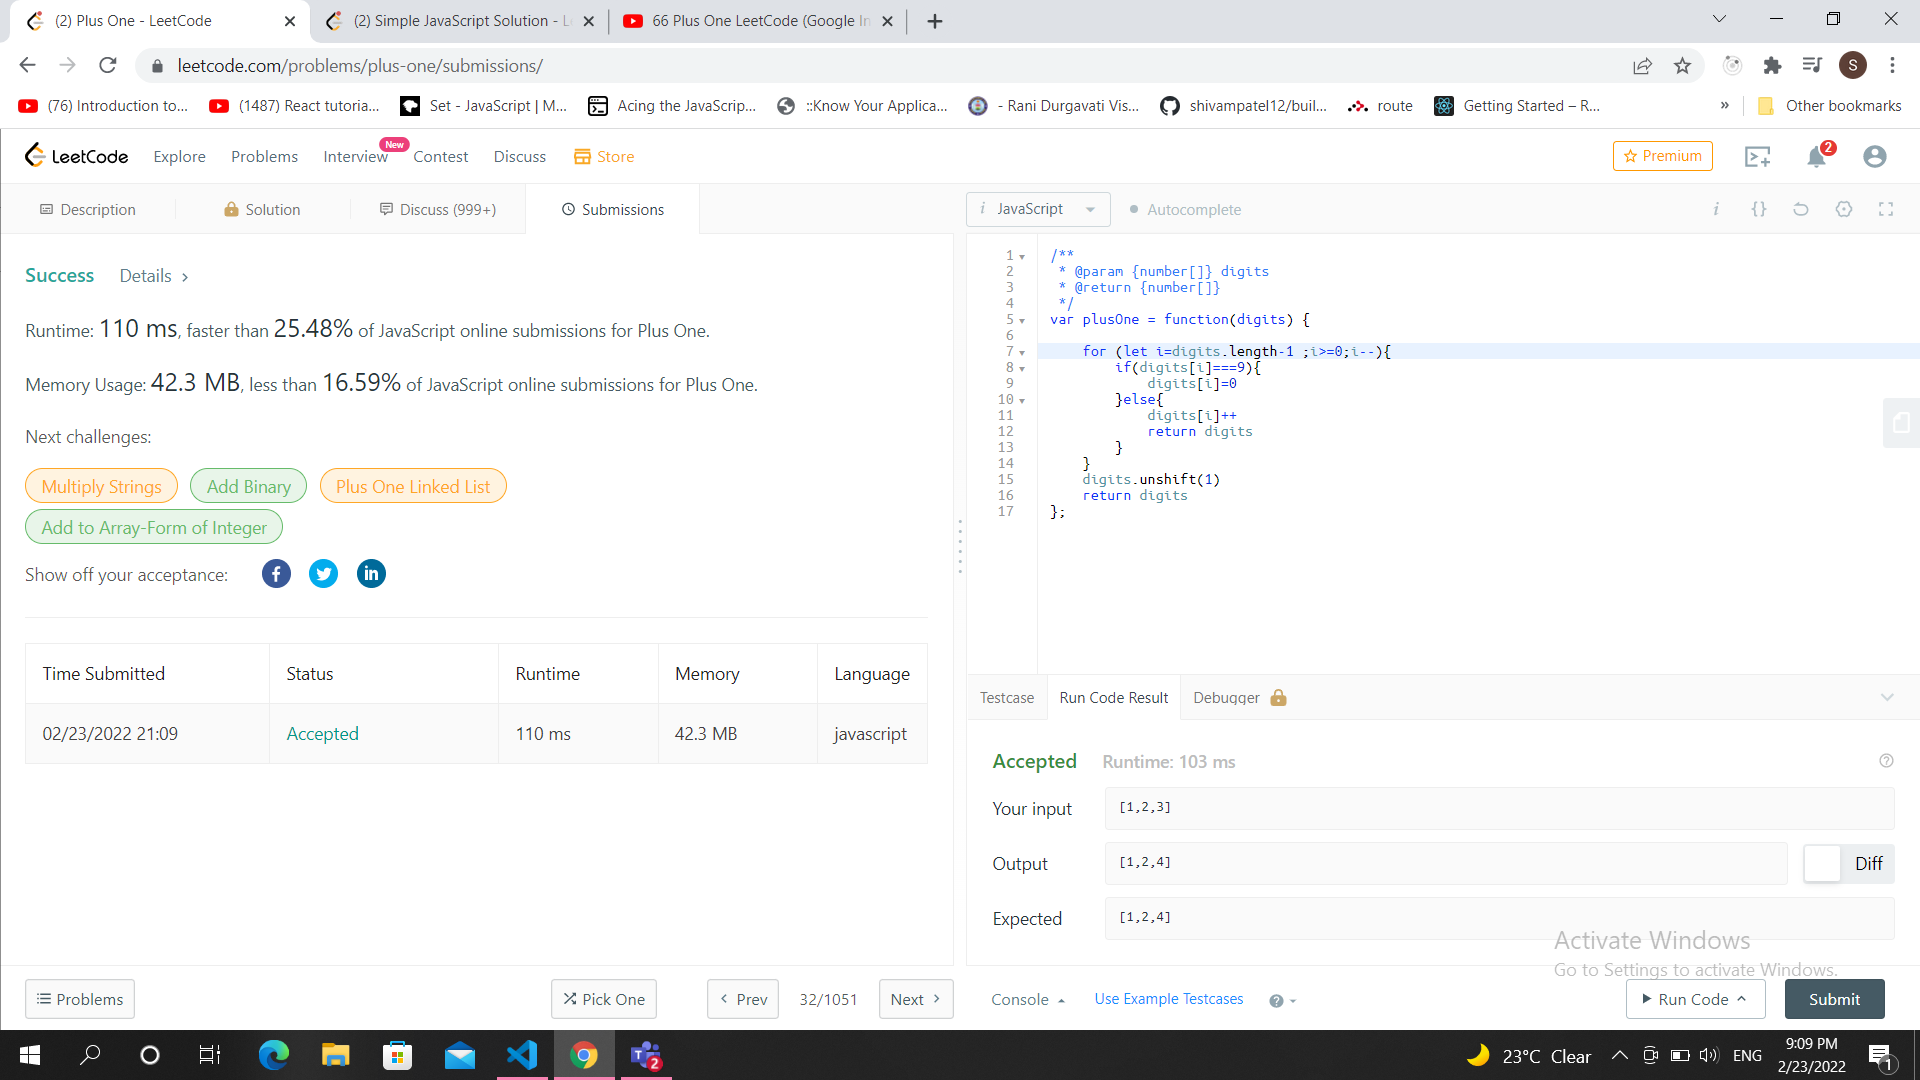 (2) Plus One - LeetCode
(2) Simple JavaScript Solution - L
66 Plus One LeetCode (Google In
leetcode.com/problems/plus-one/submissions/
S
(76) Introduction to...
(1487) React tutoria...
Set - JavaScript | M...
Acing the JavaScrip...
::Know Your Applica...
- Rani Durgavati Vis...
shivampatel12/buil...
route
Getting Started – R...
»
Other bookmarks
LeetCode
Explore
Problems
Interview
New
Contest
Discuss
Store
Premium
2
Description
Solution
Discuss (999+)
Submissions
i JavaScript
Autocomplete
i {}
Success
Details >
Runtime: 110 ms, faster than 25.48% of JavaScript online submissions for Plus One.
Memory Usage: 42.3 MB, less than 16.59% of JavaScript online submissions for Plus One.
Next challenges:
Multiply Strings
Add Binary
Plus One Linked List
Add to Array-Form of Integer
Show off your acceptance:
Time Submitted Status Runtime Memory Language
02/23/2022 21:09 Accepted 110 ms 42.3 MB javascript
1 /**
2 * @param {number[]} digits
3 * @return {number[]}
4 */
5 var plusOne = function(digits) {
6
7 for (let i=digits.length-1 ;i>=0;i--){
8 if(digits[i]===9){
9 digits[i]=0
10 }else{
11 digits[i]++
12 return digits
13 }
14 }
15 digits.unshift(1)
16 return digits
17 };
Testcase
Run Code Result
Debugger
Accepted
Runtime: 103 ms
Your input
[1,2,3]
Output
[1,2,4]
Diff
Expected
[1,2,4]
Activate Windows
Go to Settings to activate Windows.
Problems
Pick One
< Prev
32/1051
Next >
Console
Use Example Testcases
Run Code
Submit
2
23°C Clear
ENG
9:09 PM
2/23/2022
1